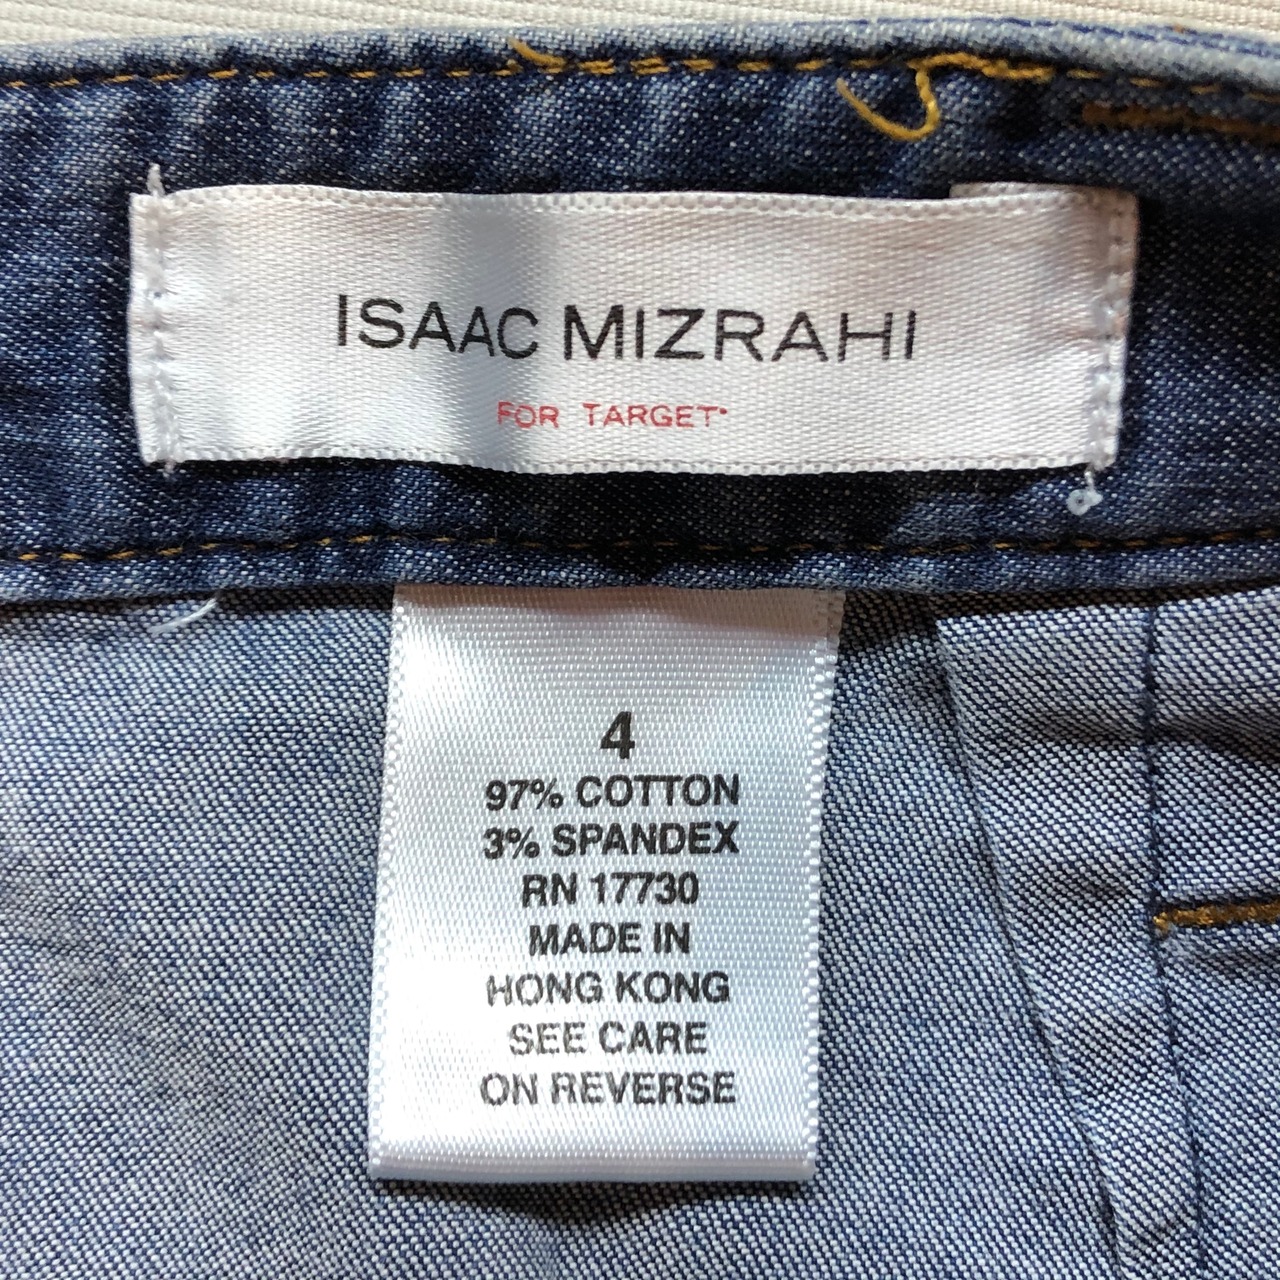 ISAAC MIZRAHI
FOR TARGET
4
97% COTTON
3% SPANDEX
RN 17730
MADE IN
HONG KONG
SEE CARE
ON REVERSE